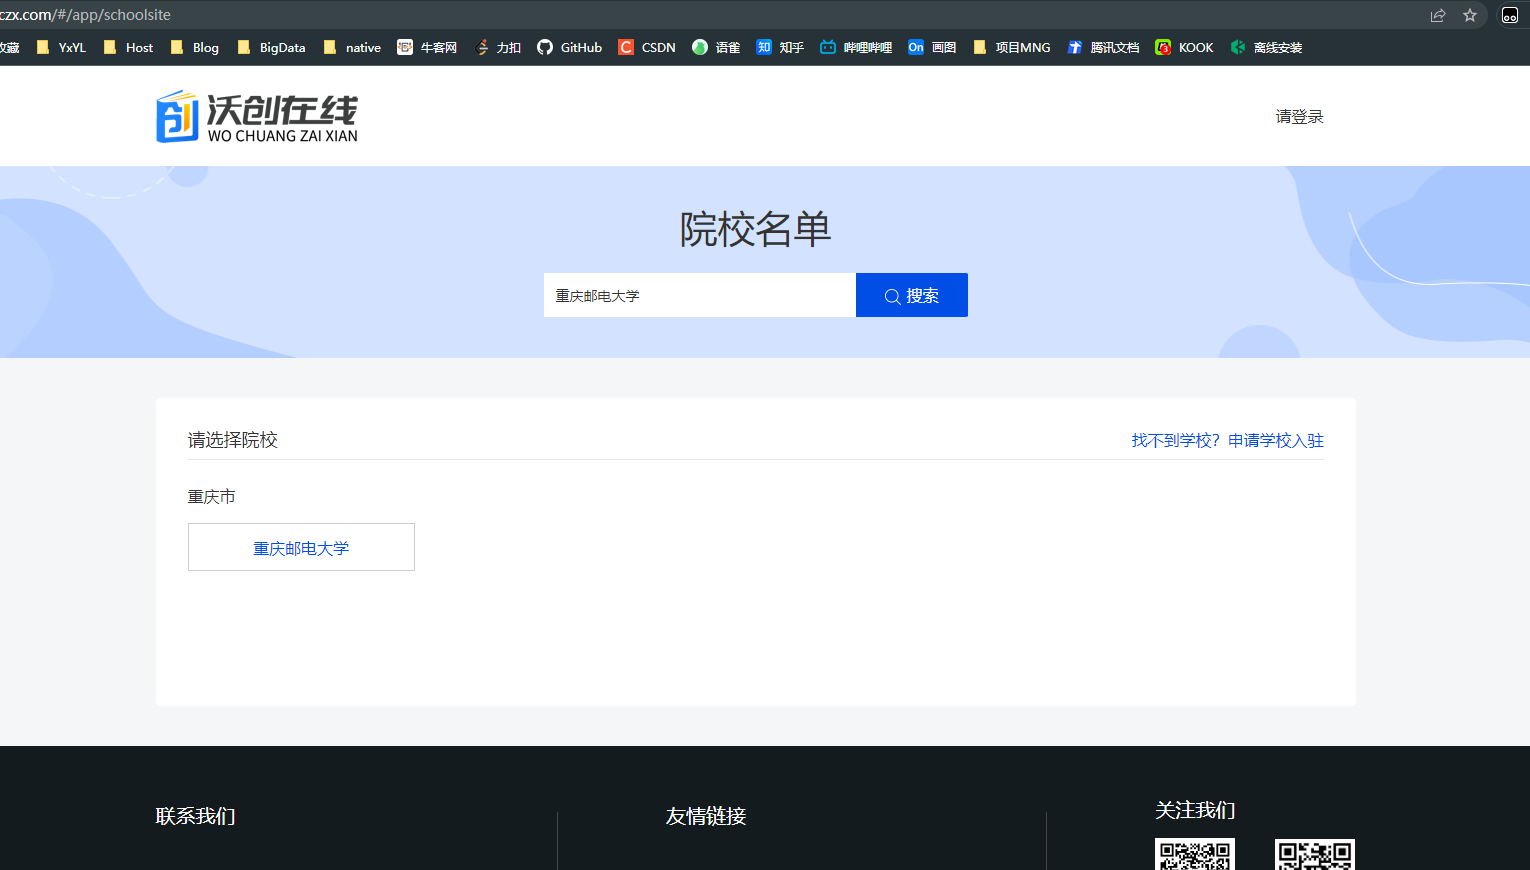 czx.com/#/app/schoolsite
收藏 YxYL Host Blog BigData native 牛客网 力扣 GitHub CSDN 语雀 知乎 哔哩哔哩 画图 项目MNG 腾讯文档 KOOK 离线安装
沃创在线
WO CHUANG ZAI XIAN
请登录
院校名单
重庆邮电大学
搜索
请选择院校
找不到学校？申请学校入驻
重庆市
重庆邮电大学
联系我们
友情链接
关注我们